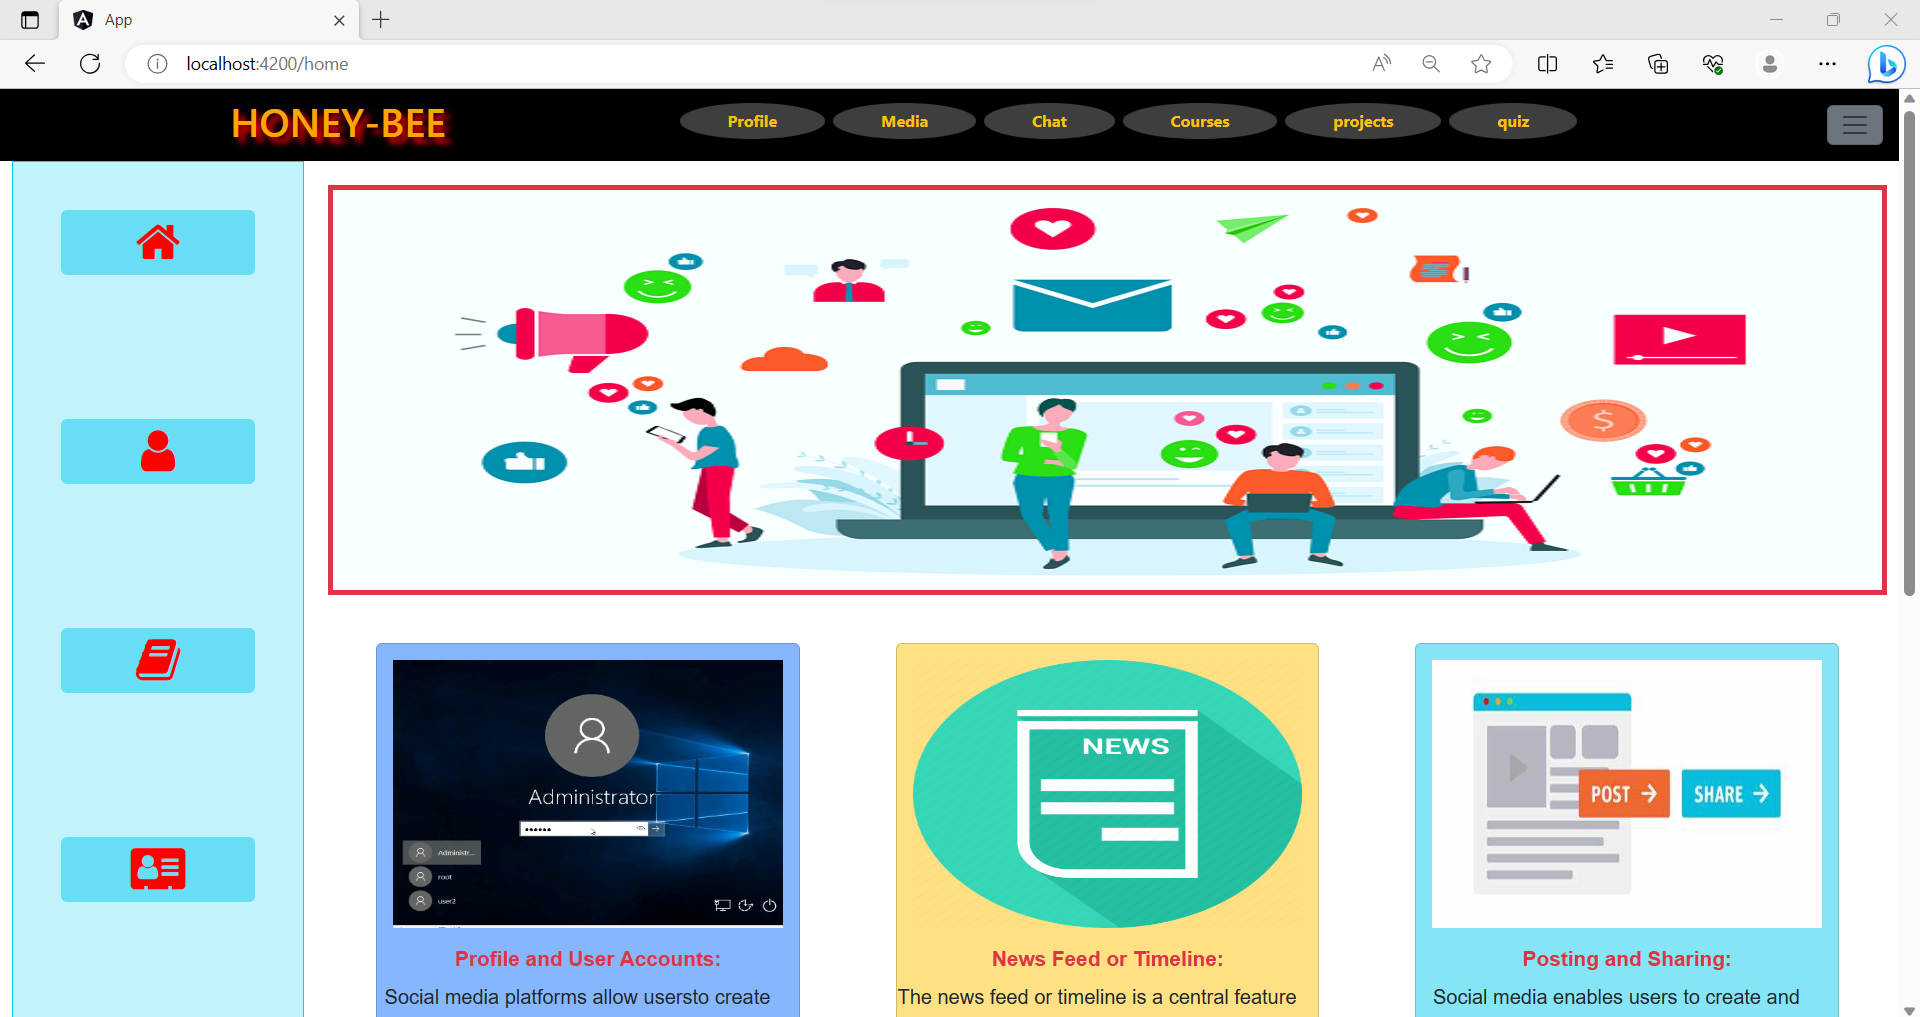 App
localhost:4200/home
HONEY-BEE
Profile
Media
Chat
Courses
projects
quiz
NEWS
POST
SHARE
Administrator
Administr...
root
user2
Profile and User Accounts:
News Feed or Timeline:
Posting and Sharing:
Social media platforms allow usersto create
The news feed or timeline is a central feature
Social media enables users to create and